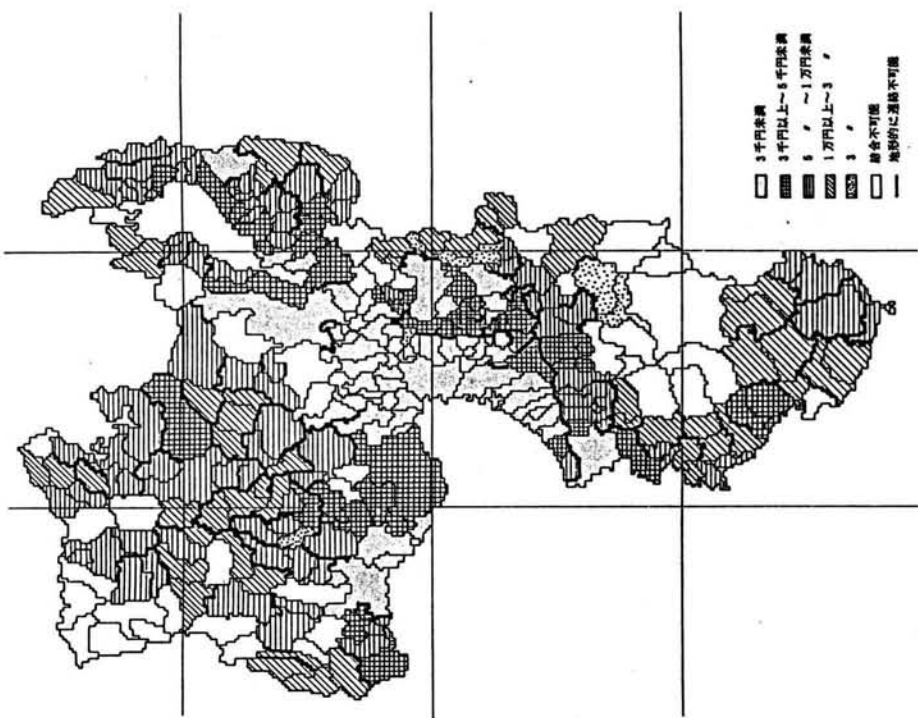 3千円未満
3千円以上～5千円未満
5 〃 ～1万円未満
1万円以上～3 〃
3 〃
結合不可能
地形的に連絡不可能